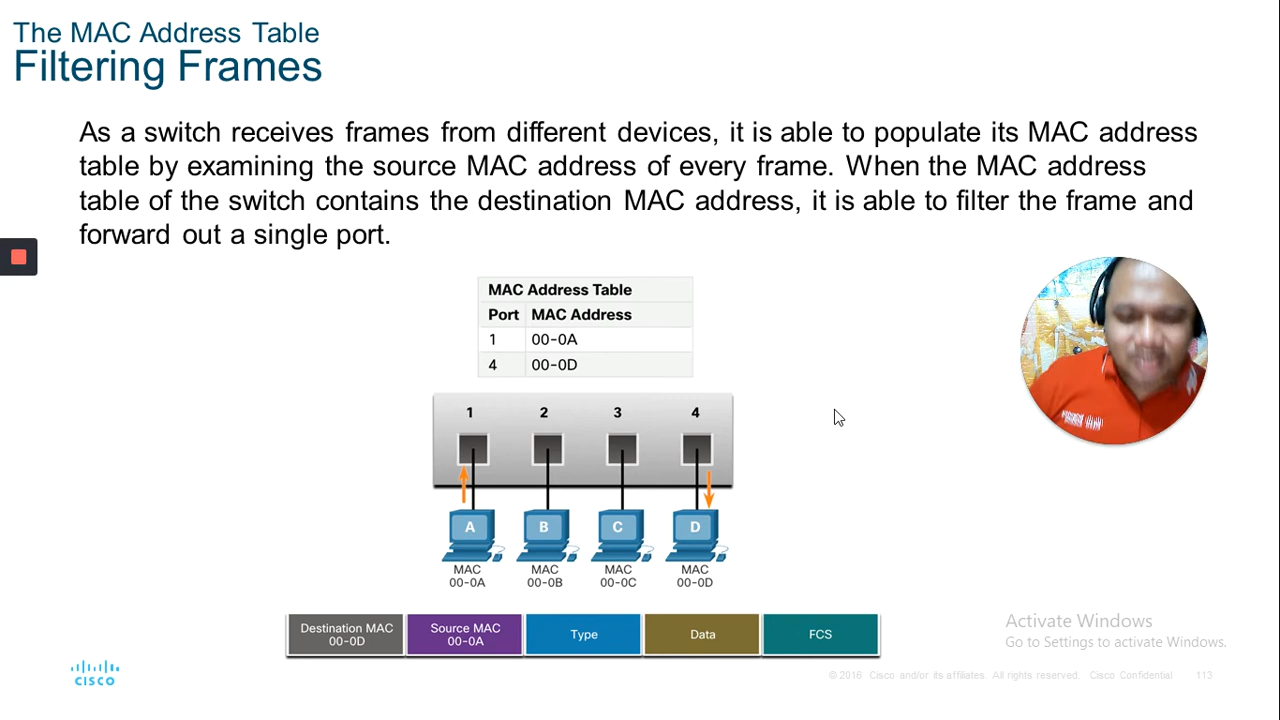 The MAC Address Table
Filtering Frames
As a switch receives frames from different devices, it is able to populate its MAC address
table by examining the source MAC address of every frame. When the MAC address
table of the switch contains the destination MAC address, it is able to filter the frame and
forward out a single port.
MAC Address Table
Port MAC Address
1 00-0A
4 00-0D
1 2 3 4
A B C D
MAC MAC MAC MAC
00-0A 00-0B 00-0C 00-0D
Destination MAC
00-0D
Source MAC
00-0A
Type
Data
FCS
Activate Windows
Go to Settings to activate Windows.
CISCO
© 2016 Cisco and/or its affiliates. All rights reserved. Cisco Confidential 113